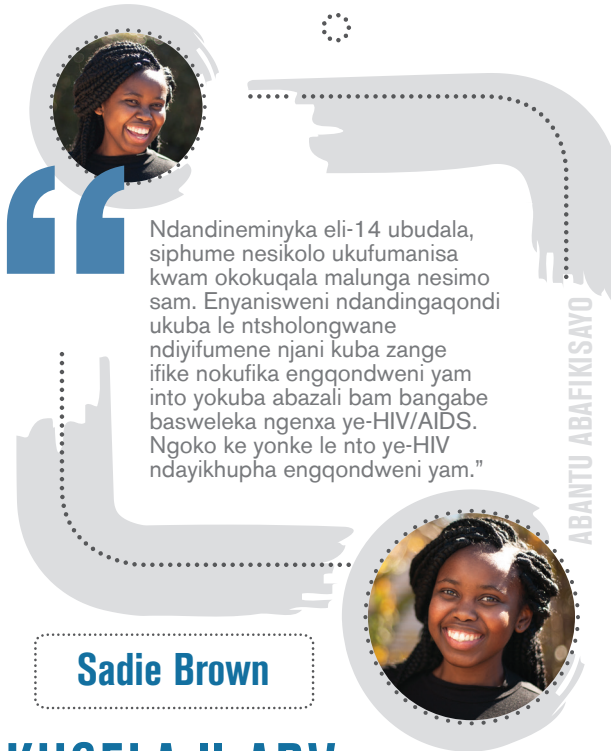 “
Ndandineminyka eli-14 ubudala,
siphume nesikolo ukufumanisa
kwam okokuqala malunga nesimo
sam. Enyanisweni ndandingaqondi
ukuba le ntsholongwane
ndiyifumene njani kuba zange
ifike nokufika engqondweni yam
into yokuba abazali bam bangabe
basweleka ngenxa ye-HIV/AIDS.
Ngoko ke yonke le nto ye-HIV
ndayikhupha engqondweni yam.”
ABANTU ABAFIKISAYO
Sadie Brown